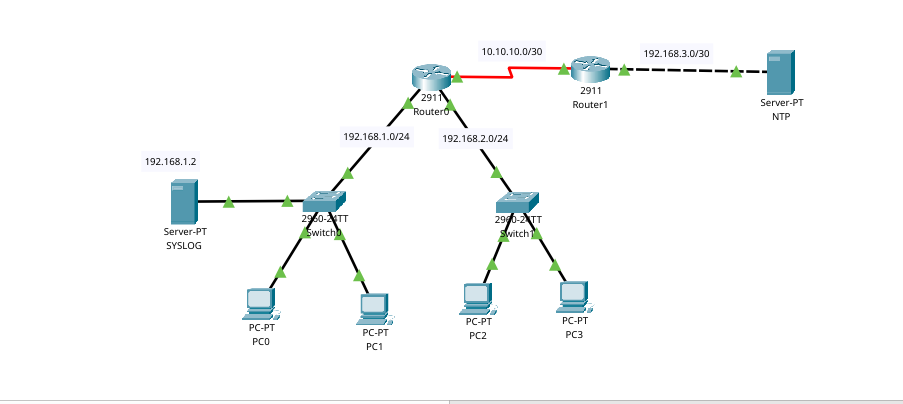 10.10.10.0/30
192.168.3.0/30
2911
Router0
2911
Router1
Server-PT
NTP
192.168.1.0/24
192.168.2.0/24
192.168.1.2
Server-PT
SYSLOG
2960-24TT
Switch0
2960-24TT
Switch1
PC-PT
PC0
PC-PT
PC1
PC-PT
PC2
PC-PT
PC3